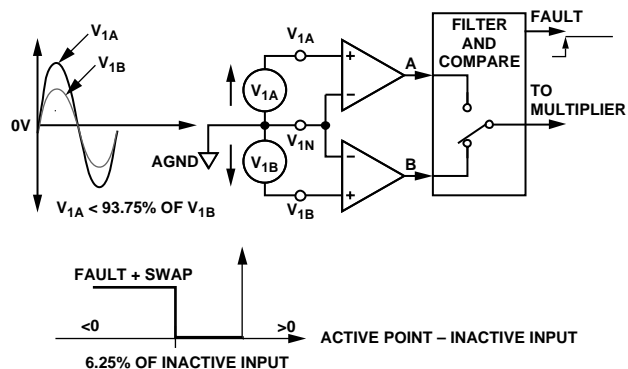 V1A
V1B
0V
V1A < 93.75% OF V1B
V1A
V1A
V1N
AGND
V1B
V1B
+
−
−
+
A
B
FILTER
AND
COMPARE
FAULT
TO
MULTIPLIER
FAULT + SWAP
<0
>0
ACTIVE POINT – INACTIVE INPUT
6.25% OF INACTIVE INPUT